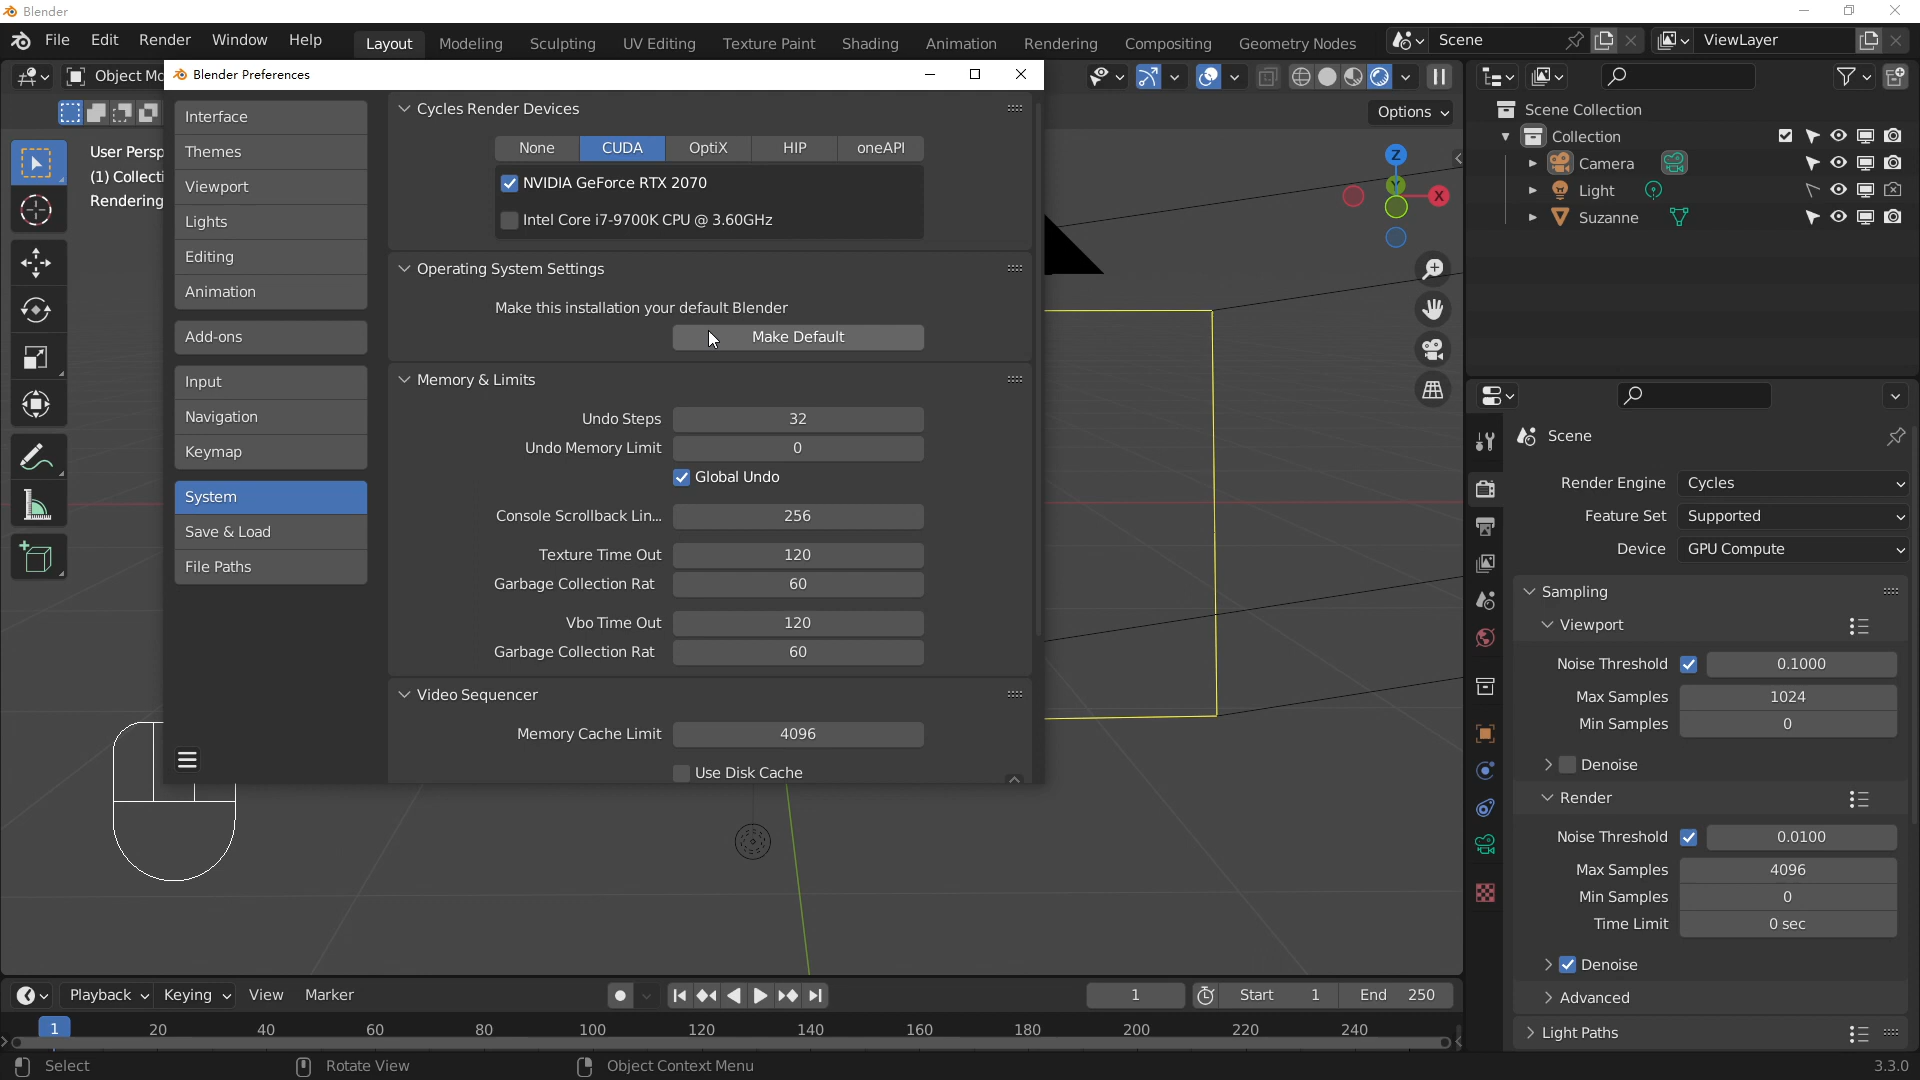 Blender
File Edit Render Window Help Layout Modeling Sculpting UV Editing Texture Paint Shading Animation Rendering Compositing Geometry Nodes Scene ViewLayer
Object Mo
Options
User Persp
(1) Collecti
Rendering
Blender Preferences
Interface
Themes
Viewport
Lights
Editing
Animation
Add-ons
Input
Navigation
Keymap
System
Save & Load
File Paths
Cycles Render Devices
None CUDA OptiX HIP oneAPI
NVIDIA GeForce RTX 2070
Intel Core i7-9700K CPU @ 3.60GHz
Operating System Settings
Make this installation your default Blender
Make Default
Memory & Limits
Undo Steps 32
Undo Memory Limit 0
Global Undo
Console Scrollback Lin... 256
Texture Time Out 120
Garbage Collection Rat 60
Vbo Time Out 120
Garbage Collection Rat 60
Video Sequencer
Memory Cache Limit 4096
Use Disk Cache
Z
Y
X
Scene Collection
Collection
Camera
Light
Suzanne
Scene
Render Engine Cycles
Feature Set Supported
Device GPU Compute
Sampling
Viewport
Noise Threshold 0.1000
Max Samples 1024
Min Samples 0
Denoise
Render
Noise Threshold 0.0100
Max Samples 4096
Min Samples 0
Time Limit 0 sec
Denoise
Advanced
Light Paths
Playback Keying View Marker 1 Start 1 End 250
1 20 40 60 80 100 120 140 160 180 200 220 240
Select Rotate View Object Context Menu 3.3.0